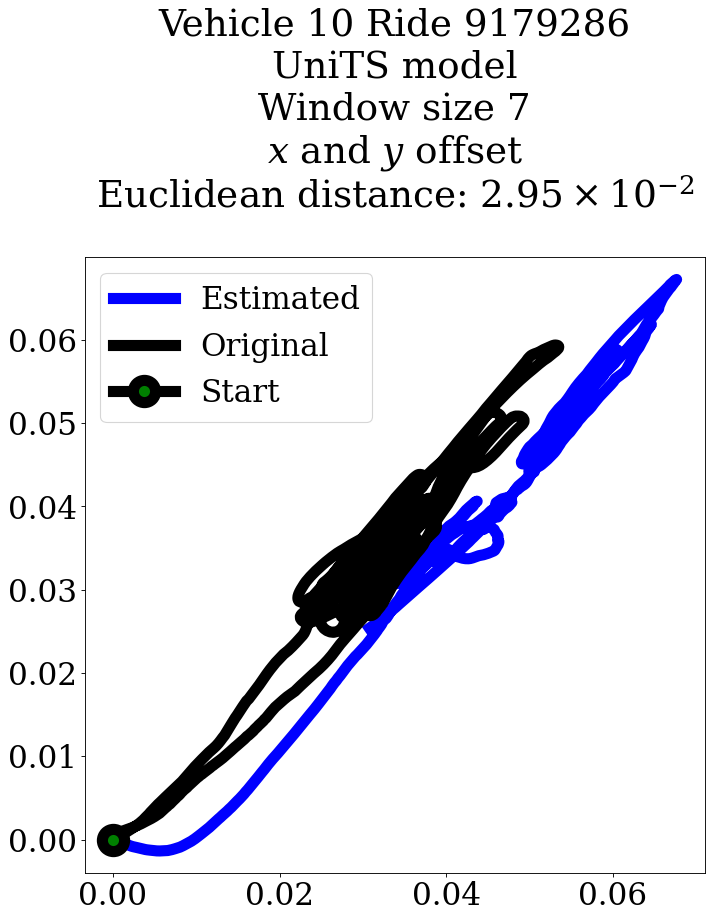 Vehicle 10 Ride 9179286
UniTS model
Window size 7
x and y offset
Euclidean distance: 2.95 × 10⁻²
Estimated
Original
Start
0.06
0.05
0.04
0.03
0.02
0.01
0.00
0.00 0.02 0.04 0.06